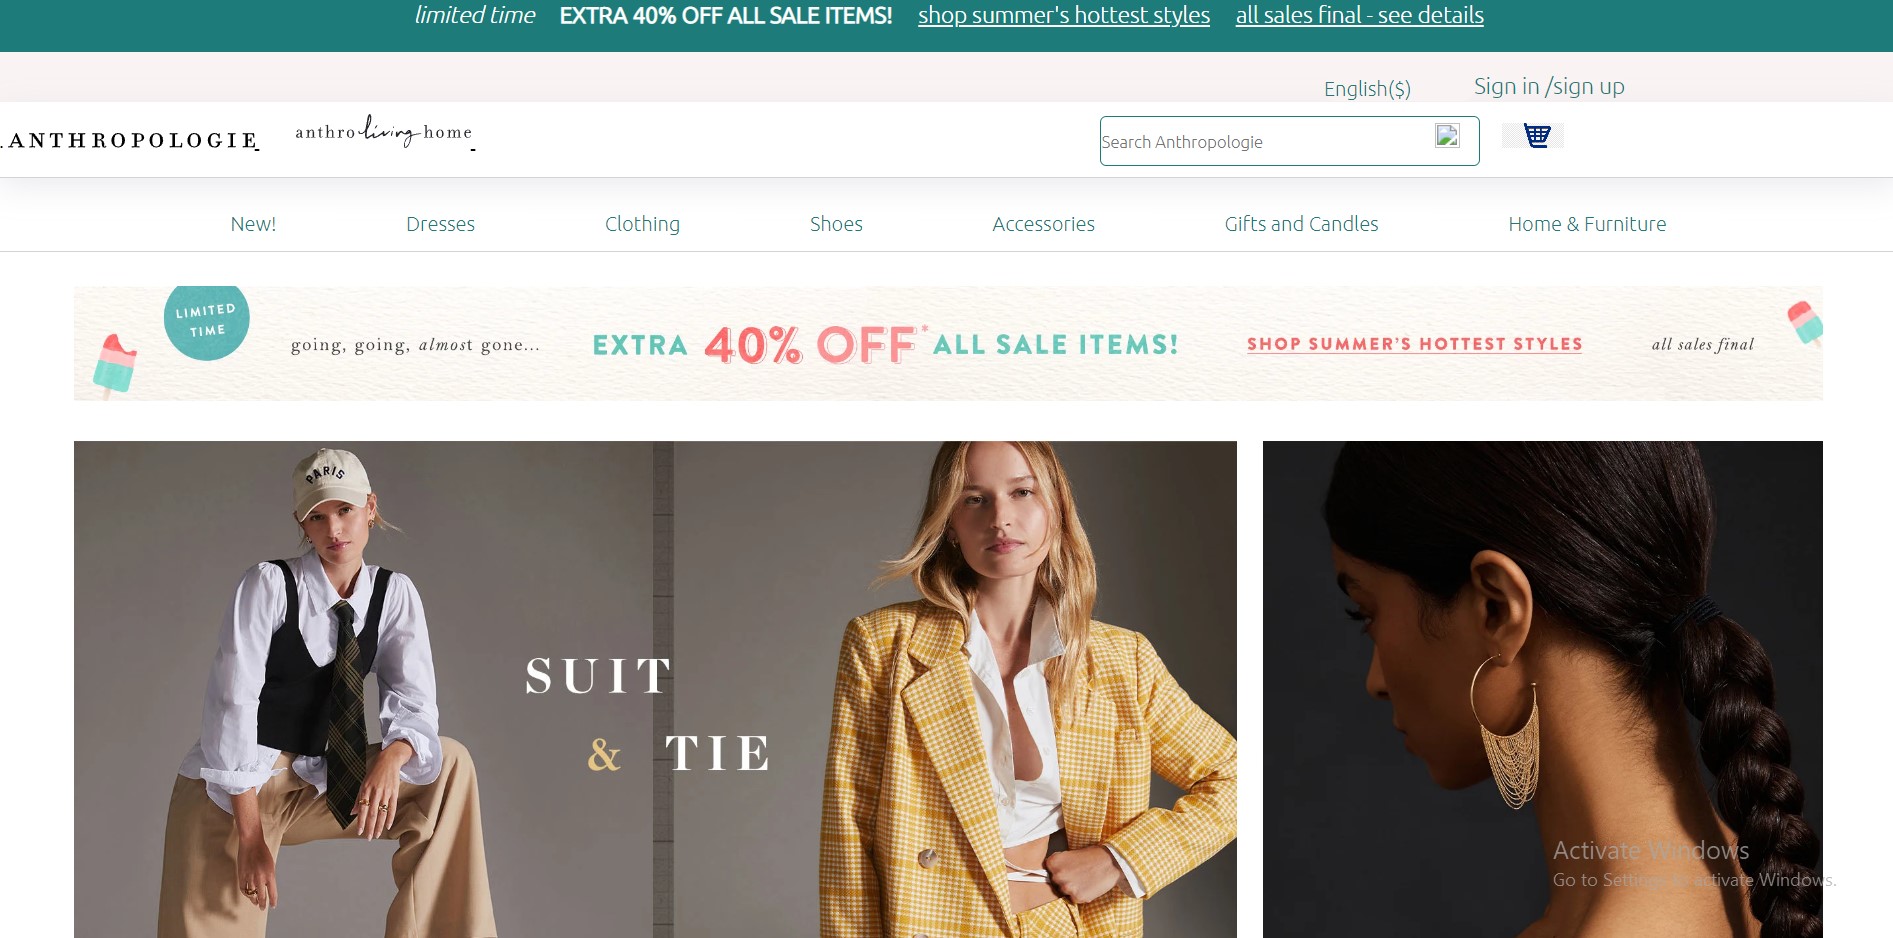 limited time EXTRA 40% OFF ALL SALE ITEMS! shop summer's hottest styles all sales final - see details
English($) Sign in /sign up
.ANTHROPOLOGIE anthroliving home Search Anthropologie
New! Dresses Clothing Shoes Accessories Gifts and Candles Home & Furniture
LIMITED
TIME
going, going, almost gone... EXTRA 40% OFF* ALL SALE ITEMS! SHOP SUMMER'S HOTTEST STYLES all sales final
PARIS
SUIT
& TIE
Activate Windows
Go to Settings to activate Windows.